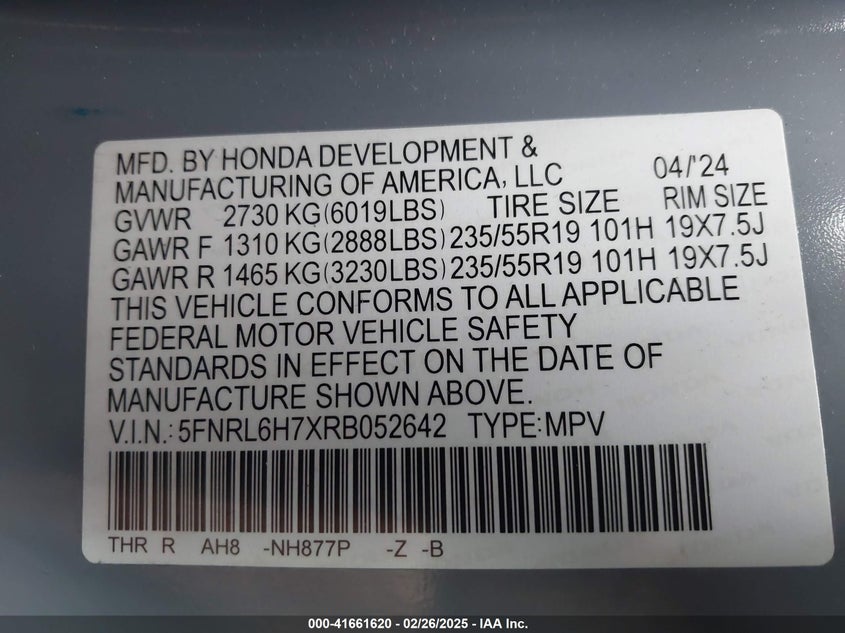 MFD. BY HONDA DEVELOPMENT &
MANUFACTURING OF AMERICA, LLC 04/'24
GVWR 2730 KG(6019LBS) TIRE SIZE RIM SIZE
GAWR F 1310 KG(2888LBS) 235/55R19 101H 19X7.5J
GAWR R 1465 KG(3230LBS) 235/55R19 101H 19X7.5J
THIS VEHICLE CONFORMS TO ALL APPLICABLE
FEDERAL MOTOR VEHICLE SAFETY
STANDARDS IN EFFECT ON THE DATE OF
MANUFACTURE SHOWN ABOVE.
V.I.N.: 5FNRL6H7XRB052642 TYPE:MPV
THR R AH8 -NH877P -Z -B
000-41661620 - 02/26/2025 - IAA Inc.